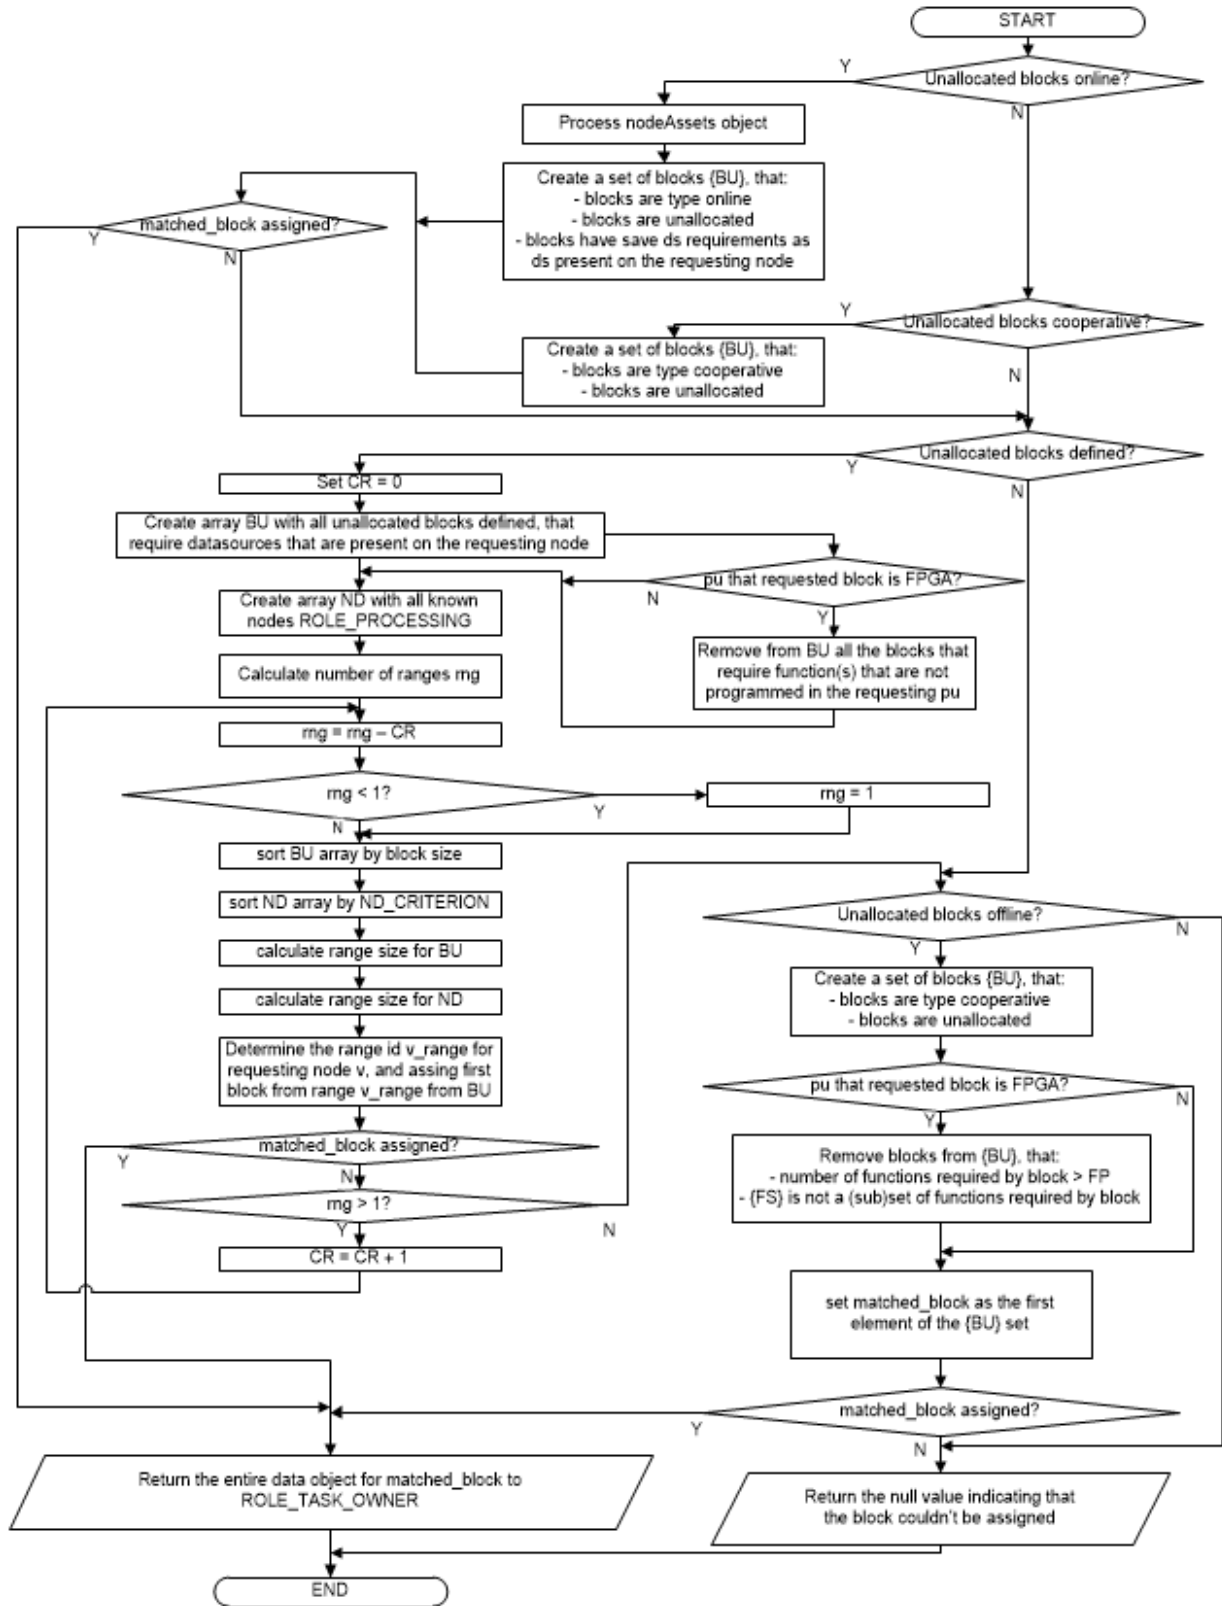 START
Y
Unallocated blocks online?
N
Process nodeAssets object
Create a set of blocks {BU}, that:
- blocks are type online
- blocks are unallocated
- blocks have save ds requirements as
ds present on the requesting node
matched_block assigned?
Y
N
Y
Unallocated blocks cooperative?
N
Create a set of blocks {BU}, that:
- blocks are type cooperative
- blocks are unallocated
Unallocated blocks defined?
Y
N
Set CR = 0
Create array BU with all unallocated blocks defined, that
require datasources that are present on the requesting node
pu that requested block is FPGA?
N
Y
Create array ND with all known
nodes ROLE_PROCESSING
Remove from BU all the blocks that
require function(s) that are not
programmed in the requesting pu
Calculate number of ranges rng
rng = rng – CR
rng < 1?
Y
N
rng = 1
sort BU array by block size
sort ND array by ND_CRITERION
calculate range size for BU
calculate range size for ND
Determine the range id v_range for
requesting node v, and assing first
block from range v_range from BU
matched_block assigned?
Y
N
rng > 1?
Y
N
CR = CR + 1
Unallocated blocks offline?
N
Y
Create a set of blocks {BU}, that:
- blocks are type cooperative
- blocks are unallocated
pu that requested block is FPGA?
N
Y
Remove blocks from {BU}, that:
- number of functions required by block > FP
- {FS} is not a (sub)set of functions required by block
set matched_block as the first
element of the {BU} set
matched_block assigned?
Y
N
Return the entire data object for matched_block to
ROLE_TASK_OWNER
Return the null value indicating that
the block couldn't be assigned
END